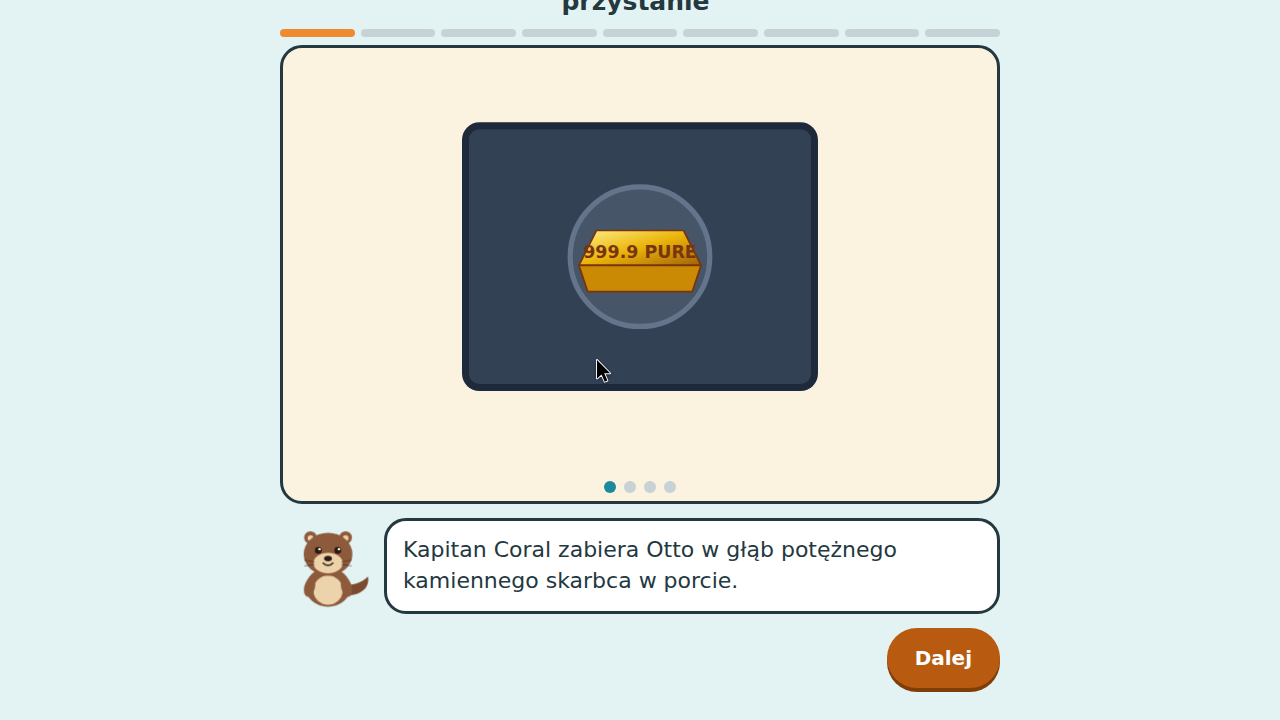 przystanie
999.9 PURE
Kapitan Coral zabiera Otto w głąb potężnego
kamiennego skarbca w porcie.
Dalej